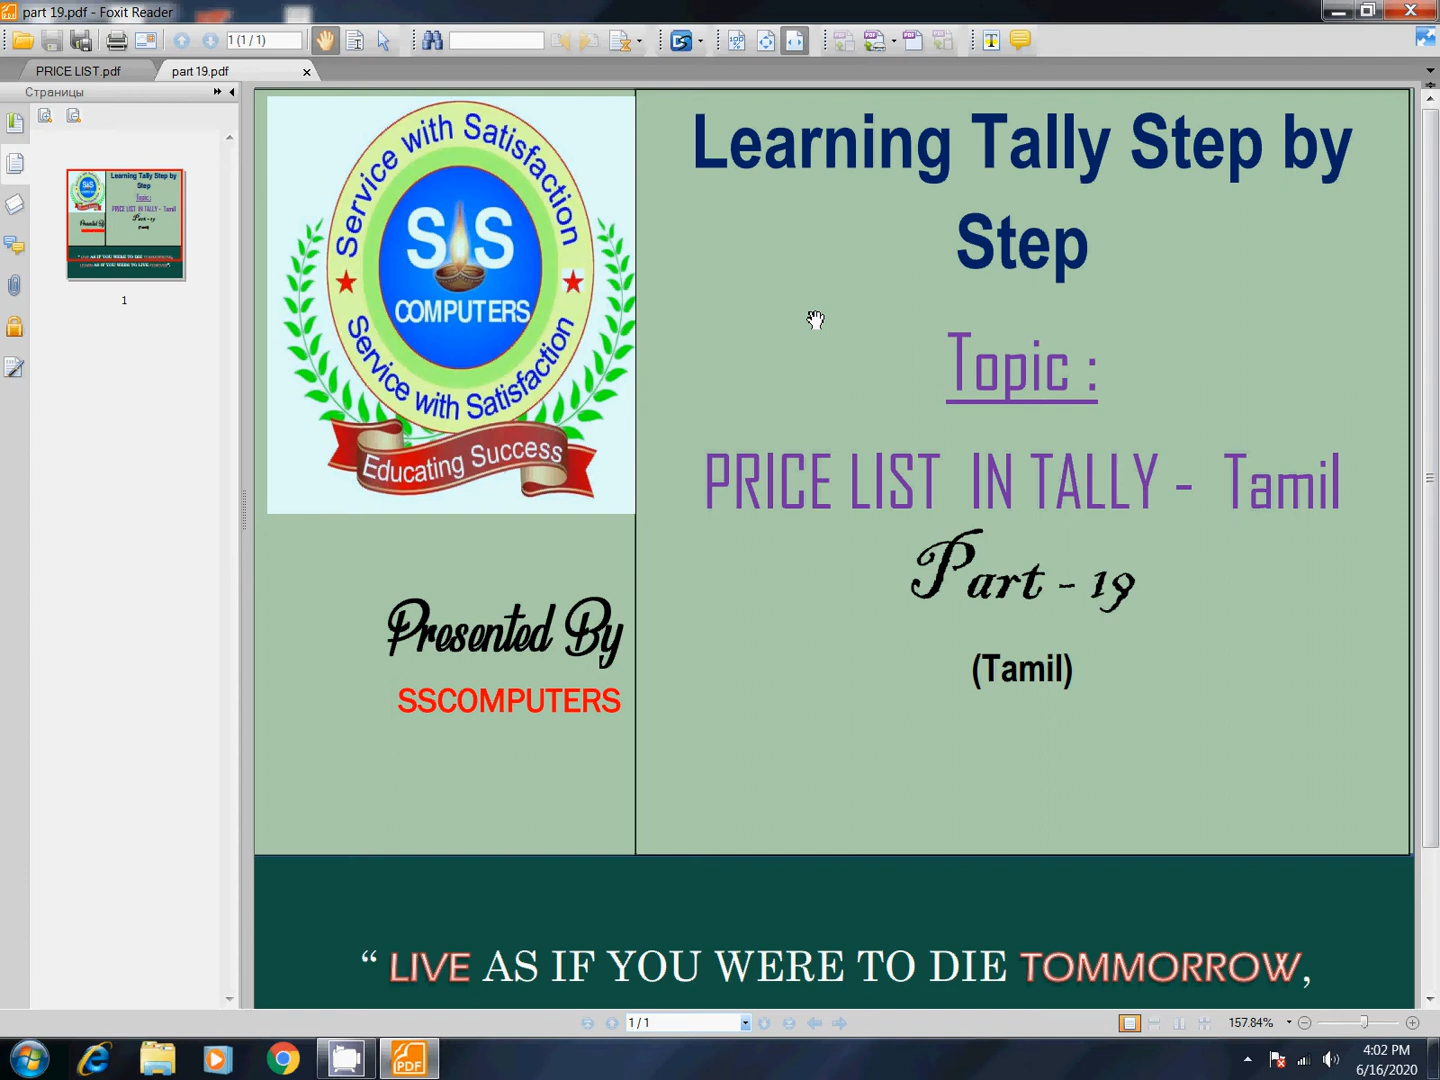 part 19.pdf - Foxit Reader
1 (1 / 1)
PRICE LIST.pdf
part 19.pdf
Страницы
1
Service with Satisfaction
S S
COMPUTERS
Service with Satisfaction
Educating Success
Presented By
SSCOMPUTERS
Learning Tally Step by
Step
Topic :
PRICE LIST IN TALLY - Tamil
Part - 19
(Tamil)
“ LIVE AS IF YOU WERE TO DIE TOMMORROW,
1 / 1
157.84%
4:02 PM
6/16/2020